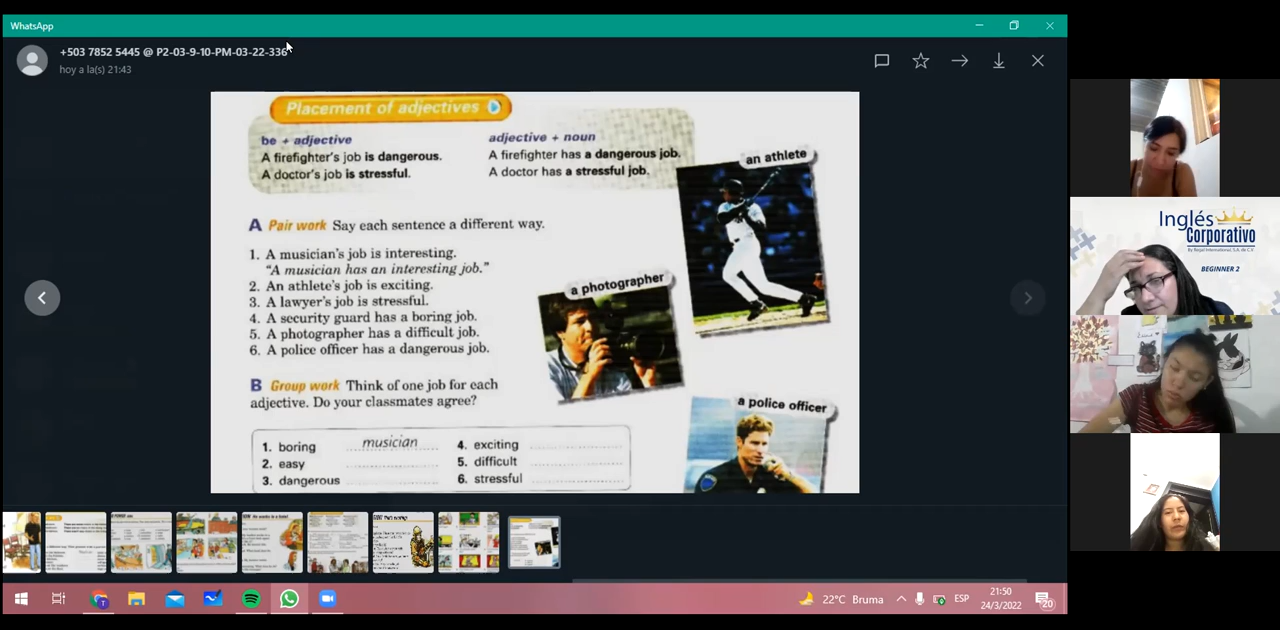 WhatsApp
+503 7852 5445 @ P2-03-9-10-PM-03-22-336
hoy a la(s) 21:43
Placement of adjectives
be + adjective
A firefighter's job is dangerous.
A doctor's job is stressful.
adjective + noun
A firefighter has a dangerous job.
A doctor has a stressful job.
an athlete
A Pair work Say each sentence a different way.
1. A musician's job is interesting.
"A musician has an interesting job."
2. An athlete's job is exciting.
3. A lawyer's job is stressful.
4. A security guard has a boring job.
5. A photographer has a difficult job.
6. A police officer has a dangerous job.
a photographer
B Group work Think of one job for each
adjective. Do your classmates agree?
a police officer
1. boring musician
2. easy
3. dangerous
4. exciting
5. difficult
6. stressful
Inglés
Corporativo
BEGINNER 2
22°C Bruma
ESP
21:50
24/3/2022
20